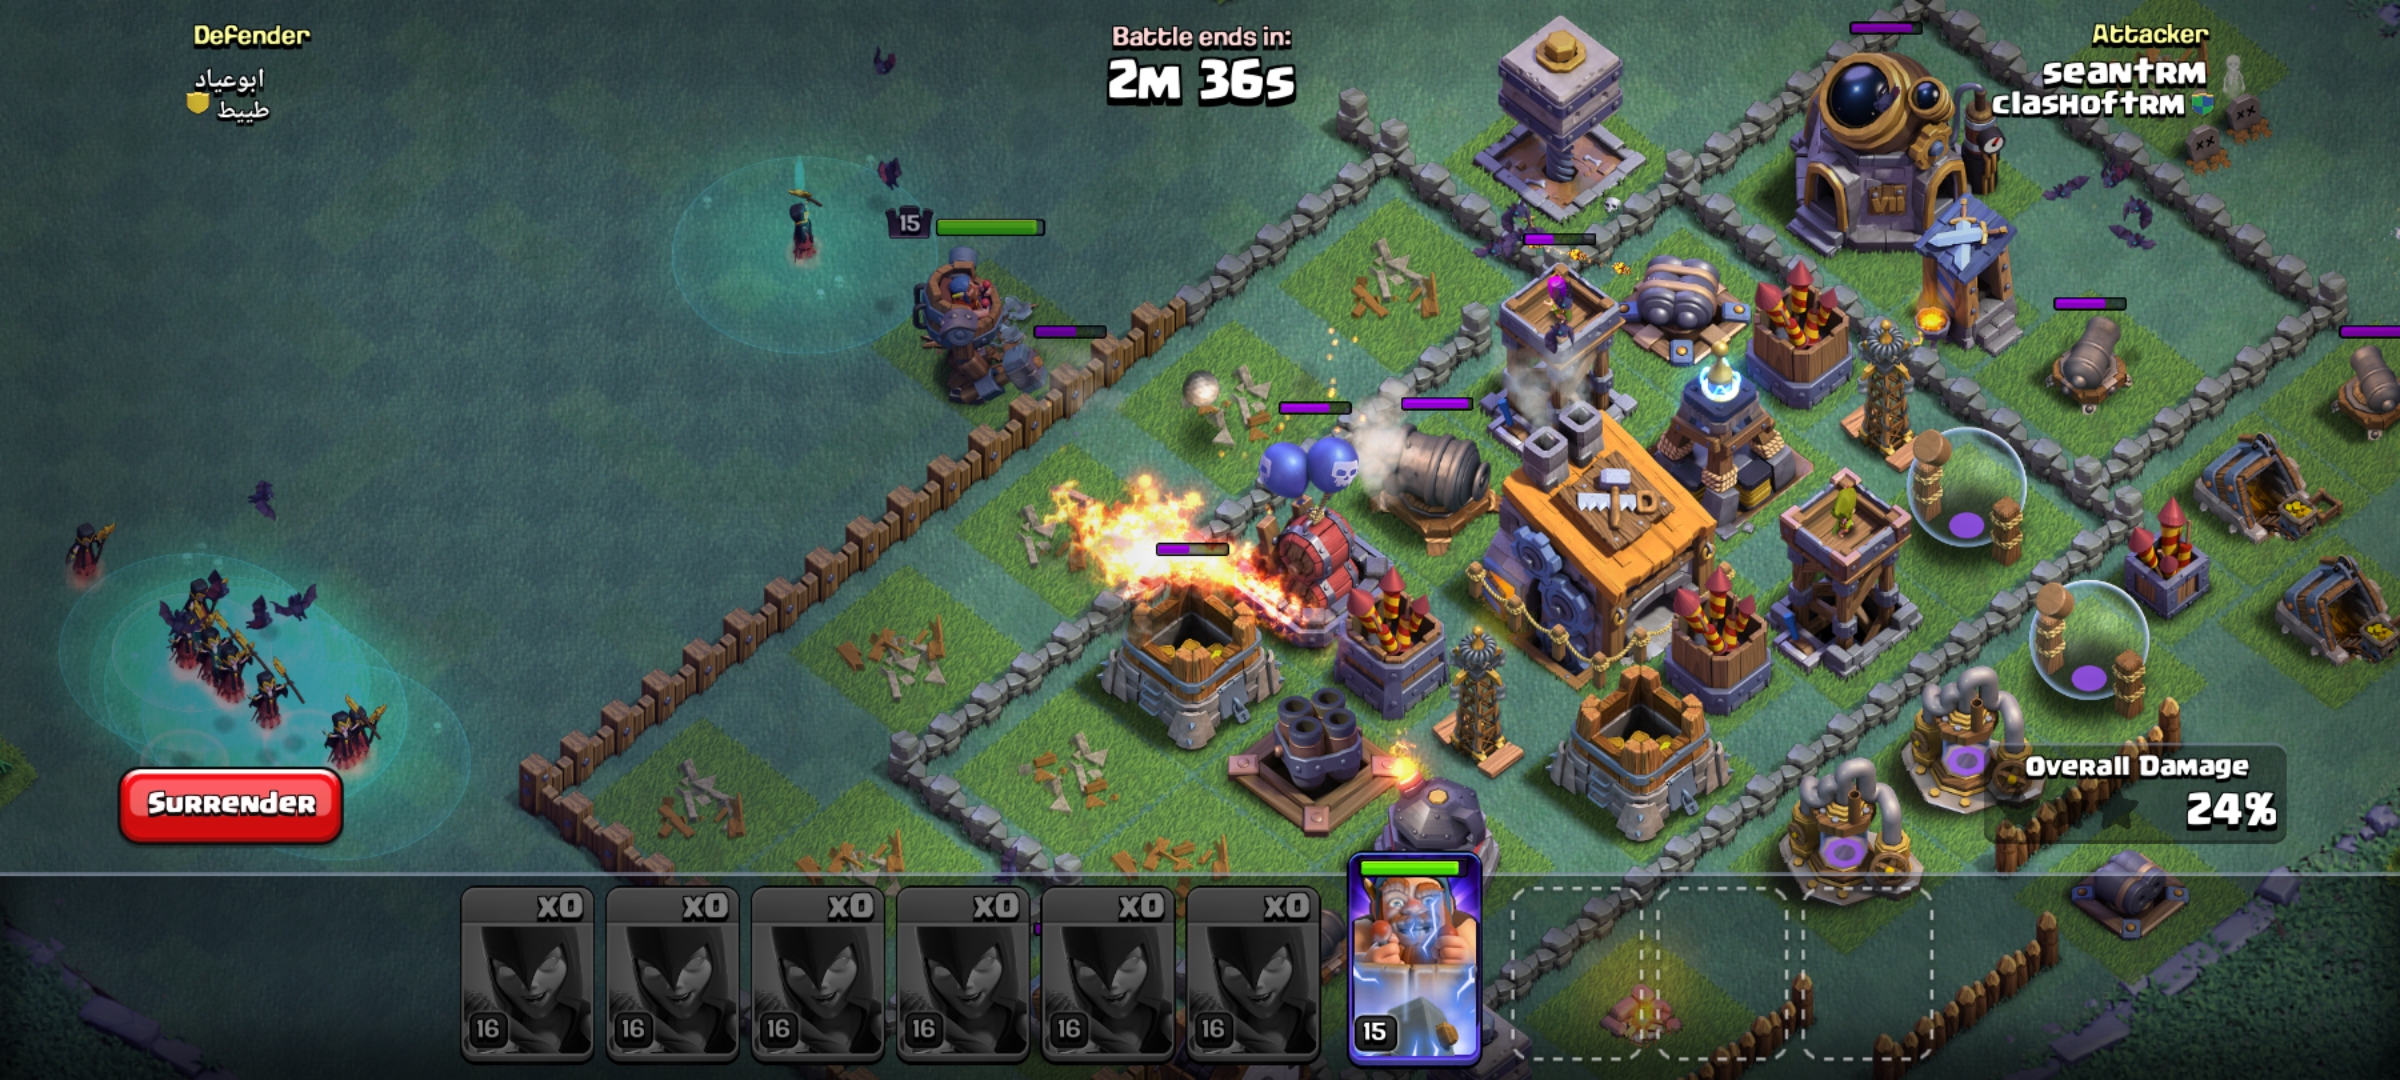 Defender
ابوعياد
طييط
Battle ends in:
2M 36s
Attacker
seantRM
clashoftRM
15
VII
Surrender
Overall Damage
24%
x0
x0
x0
x0
x0
x0
16
16
16
16
16
16
15